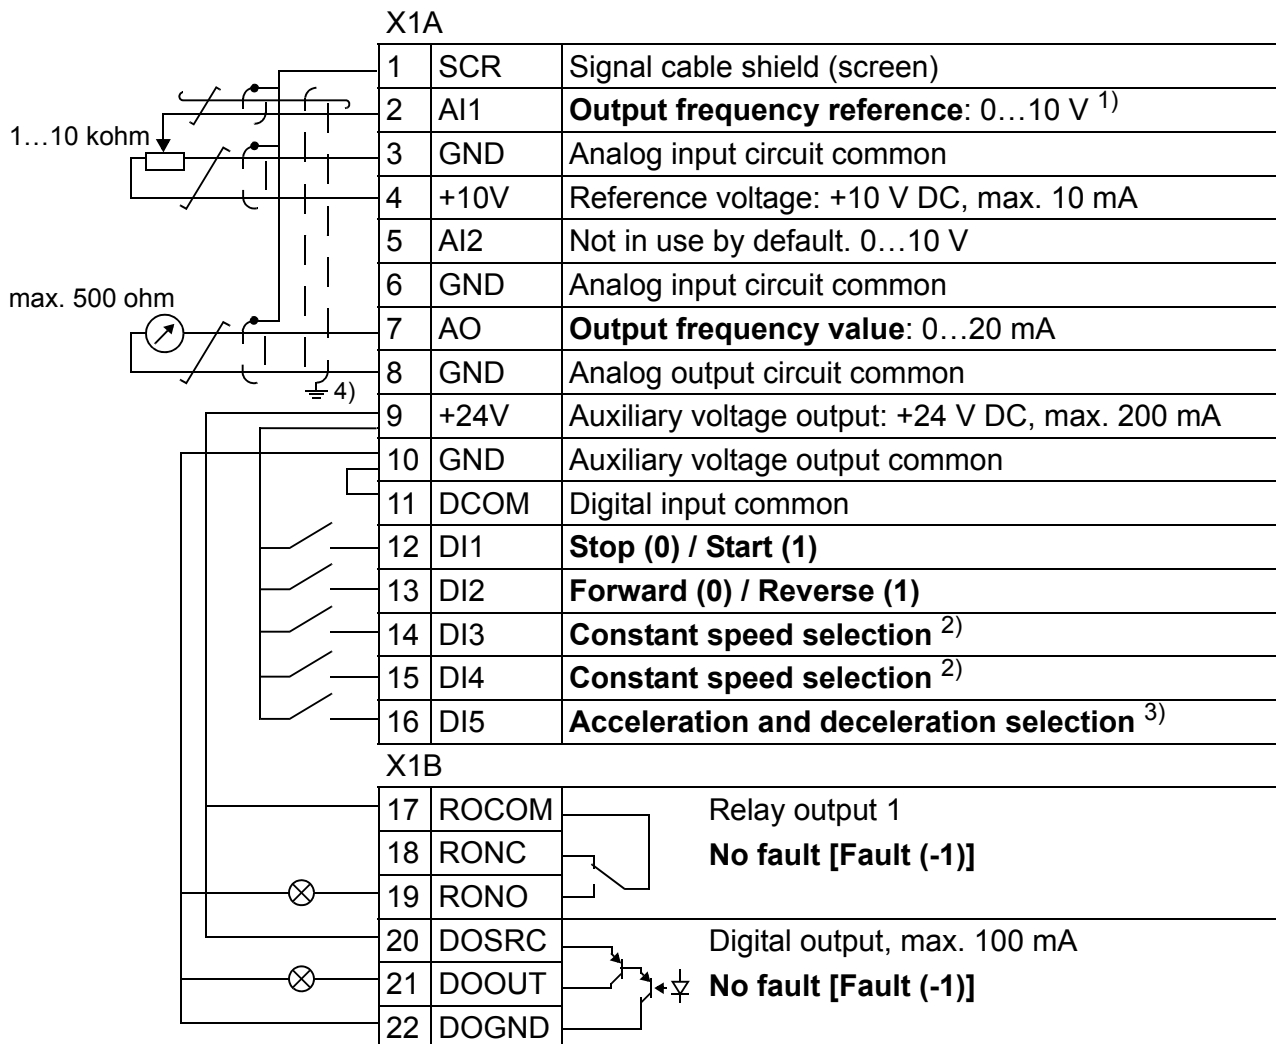 X1A
1 SCR Signal cable shield (screen)
2 AI1 Output frequency reference: 0…10 V 1)
1…10 kohm
3 GND Analog input circuit common
4 +10V Reference voltage: +10 V DC, max. 10 mA
5 AI2 Not in use by default. 0…10 V
6 GND Analog input circuit common
max. 500 ohm
7 AO Output frequency value: 0…20 mA
8 GND Analog output circuit common
4)
9 +24V Auxiliary voltage output: +24 V DC, max. 200 mA
10 GND Auxiliary voltage output common
11 DCOM Digital input common
12 DI1 Stop (0) / Start (1)
13 DI2 Forward (0) / Reverse (1)
14 DI3 Constant speed selection 2)
15 DI4 Constant speed selection 2)
16 DI5 Acceleration and deceleration selection 3)
X1B
17 ROCOM Relay output 1
18 RONC No fault [Fault (-1)]
19 RONO
20 DOSRC Digital output, max. 100 mA
21 DOOUT No fault [Fault (-1)]
22 DOGND